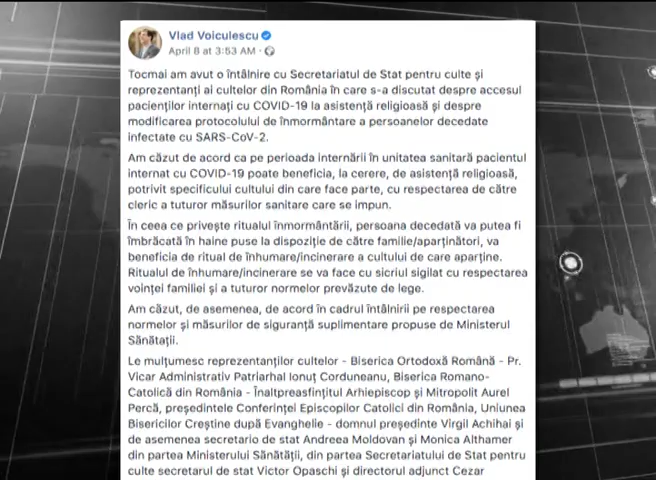 Vlad Voiculescu
April 8 at 3:53 AM ·
Tocmai am avut o întâlnire cu Secretariatul de Stat pentru culte și
reprezentanți ai cultelor din România în care s-a discutat despre accesul
pacienților internați cu COVID-19 la asistență religioasă și despre
modificarea protocolului de înmormântare a persoanelor decedate
infectate cu SARS-CoV-2.
Am căzut de acord ca pe perioada internării în unitatea sanitară pacientul
internat cu COVID-19 poate beneficia, la cerere, de asistență religioasă,
potrivit specificului cultului din care face parte, cu respectarea de către
cleric a tuturor măsurilor sanitare care se impun.
În ceea ce privește ritualul înmormântării, persoana decedată va putea fi
îmbrăcată în haine puse la dispoziție de către familie/aparținători, va
beneficia de ritual de înhumare/incinerare a cultului de care aparține.
Ritualul de înhumare/incinerare se va face cu sicriul sigilat cu respectarea
voinței familiei și a tuturor normelor prevăzute de lege.
Am căzut, de asemenea, de acord în cadrul întâlnirii pe respectarea
normelor și măsurilor de siguranță suplimentare propuse de Ministerul
Sănătații.
Le mulțumesc reprezentanților cultelor - Biserica Ortodoxă Română - Pr.
Vicar Administrativ Patriarhal Ionuț Corduneanu, Biserica Romano-
Catolică din România - Înaltpreasfințitul Arhiepiscop și Mitropolit Aurel
Percă, președintele Conferinței Episcopilor Catolici din România, Uniunea
Bisericilor Creștine după Evanghelie - domnul președinte Virgil Achihai și
de asemenea secretario de stat Andreea Moldovan și Monica Althamer
din partea Ministerului Sănătății, din partea Secretariatului de Stat pentru
culte secretarul de stat Victor Opaschi și directorul adjunct Cezar